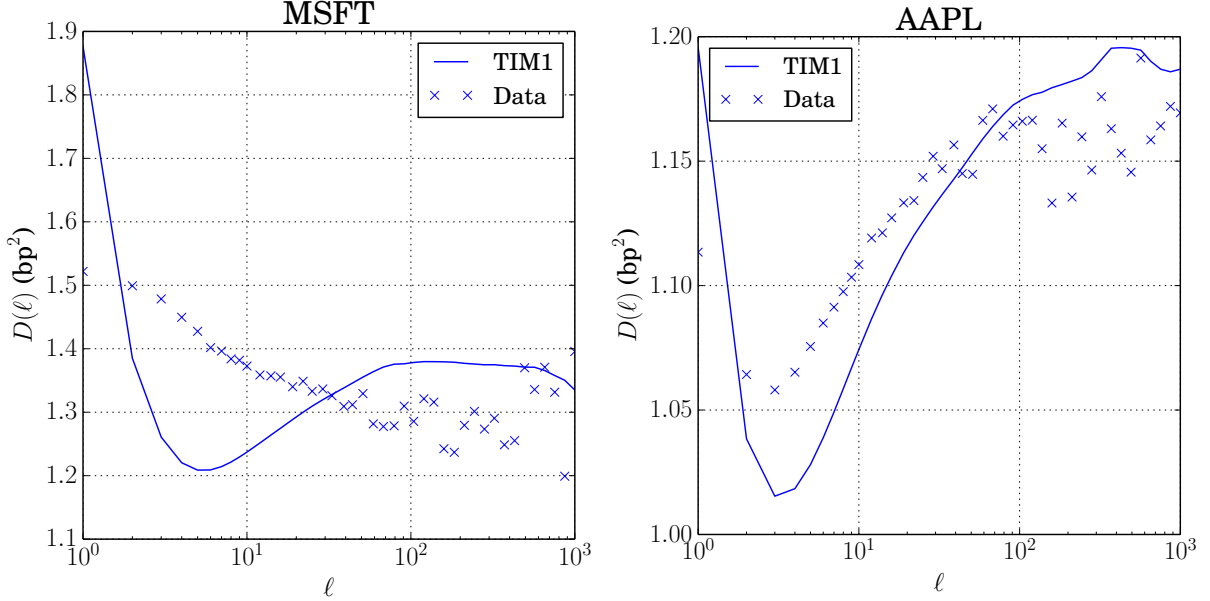 MSFT
1.9
1.8
1.7
1.6
1.5
1.4
1.3
1.2
1.1
D(ℓ) (bp²)
TIM1
Data
10⁰ 10¹ 10² 10³
ℓ
AAPL
1.20
1.15
1.10
1.05
1.00
D(ℓ) (bp²)
TIM1
Data
10⁰ 10¹ 10² 10³
ℓ